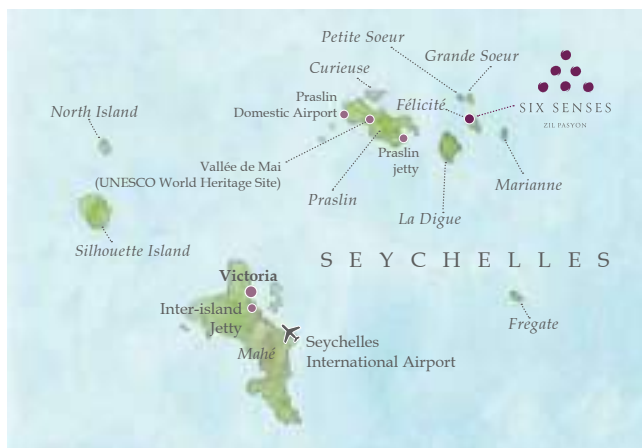 Petite Soeur
Grande Soeur
Curieuse
Praslin
Domestic Airport
Félicité
SIX SENSES
ZIL PASYON
North Island
Vallée de Mai
(UNESCO World Heritage Site)
Praslin
jetty
Marianne
Praslin
La Digue
Silhouette Island
SEYCHELLES
Victoria
Inter-island
Jetty
Fregate
Mahé
Seychelles
International Airport